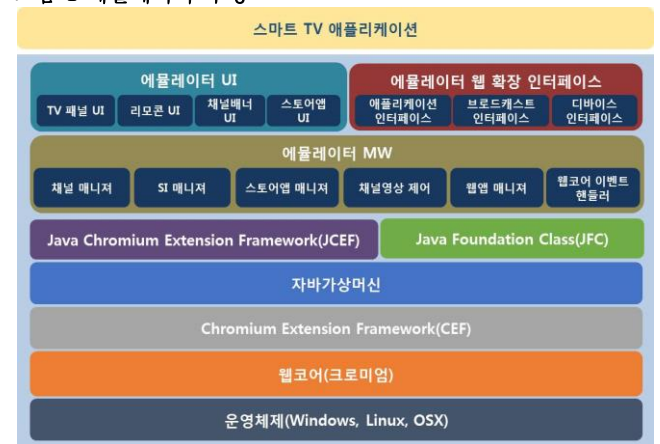 스마트 TV 애플리케이션
에뮬레이터 UI
TV 패널 UI
리모콘 UI
채널배너
UI
스토어앱
UI
에뮬레이터 웹 확장 인터페이스
애플리케이션
인터페이스
브로드캐스트
인터페이스
디바이스
인터페이스
에뮬레이터 MW
채널 매니져
SI 매니져
스토어앱 매니져
채널영상 제어
웹앱 매니져
웹코어 이벤트
핸들러
Java Chromium Extension Framework(JCEF)
Java Foundation Class(JFC)
자바가상머신
Chromium Extension Framework(CEF)
웹코어(크로미엄)
운영체제(Windows, Linux, OSX)